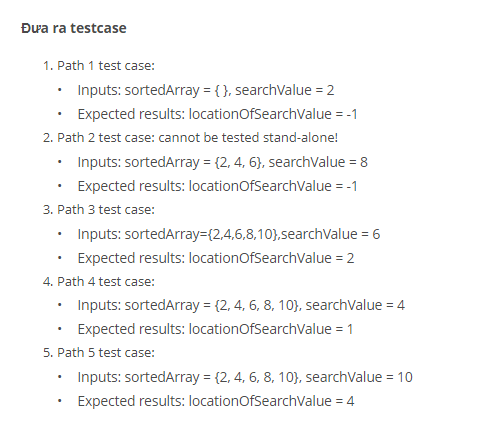 Đưa ra testcase
1. Path 1 test case:
• Inputs: sortedArray = { }, searchValue = 2
• Expected results: locationOfSearchValue = -1
2. Path 2 test case: cannot be tested stand-alone!
• Inputs: sortedArray = {2, 4, 6}, searchValue = 8
• Expected results: locationOfSearchValue = -1
3. Path 3 test case:
• Inputs: sortedArray={2,4,6,8,10},searchValue = 6
• Expected results: locationOfSearchValue = 2
4. Path 4 test case:
• Inputs: sortedArray = {2, 4, 6, 8, 10}, searchValue = 4
• Expected results: locationOfSearchValue = 1
5. Path 5 test case:
• Inputs: sortedArray = {2, 4, 6, 8, 10}, searchValue = 10
• Expected results: locationOfSearchValue = 4